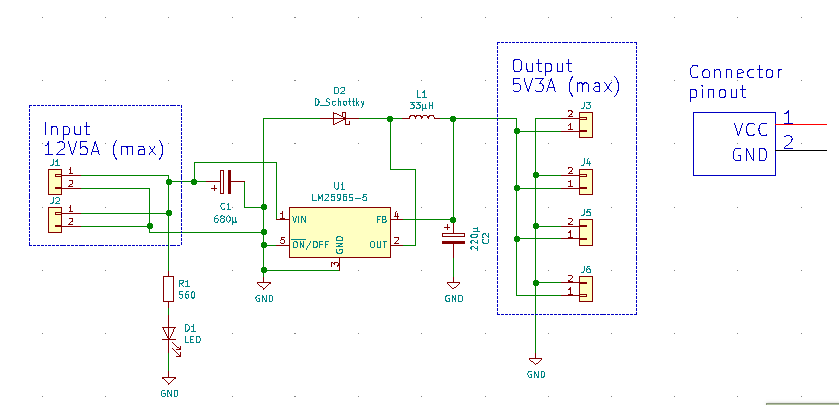 Input
12V5A (max)
J1
1
2
J2
1
2
C1
680µ
R1
560
D1
LED
GND
D2
D_Schottky
U1
LM2596S-5
1 VIN
5 ON/OFF
GND
3
FB 4
OUT 2
GND
L1
33µH
220µ
C2
GND
Output
5V3A (max)
J3
2
1
J4
2
1
J5
2
1
J6
2
1
GND
Connector
pinout
VCC 1
GND 2